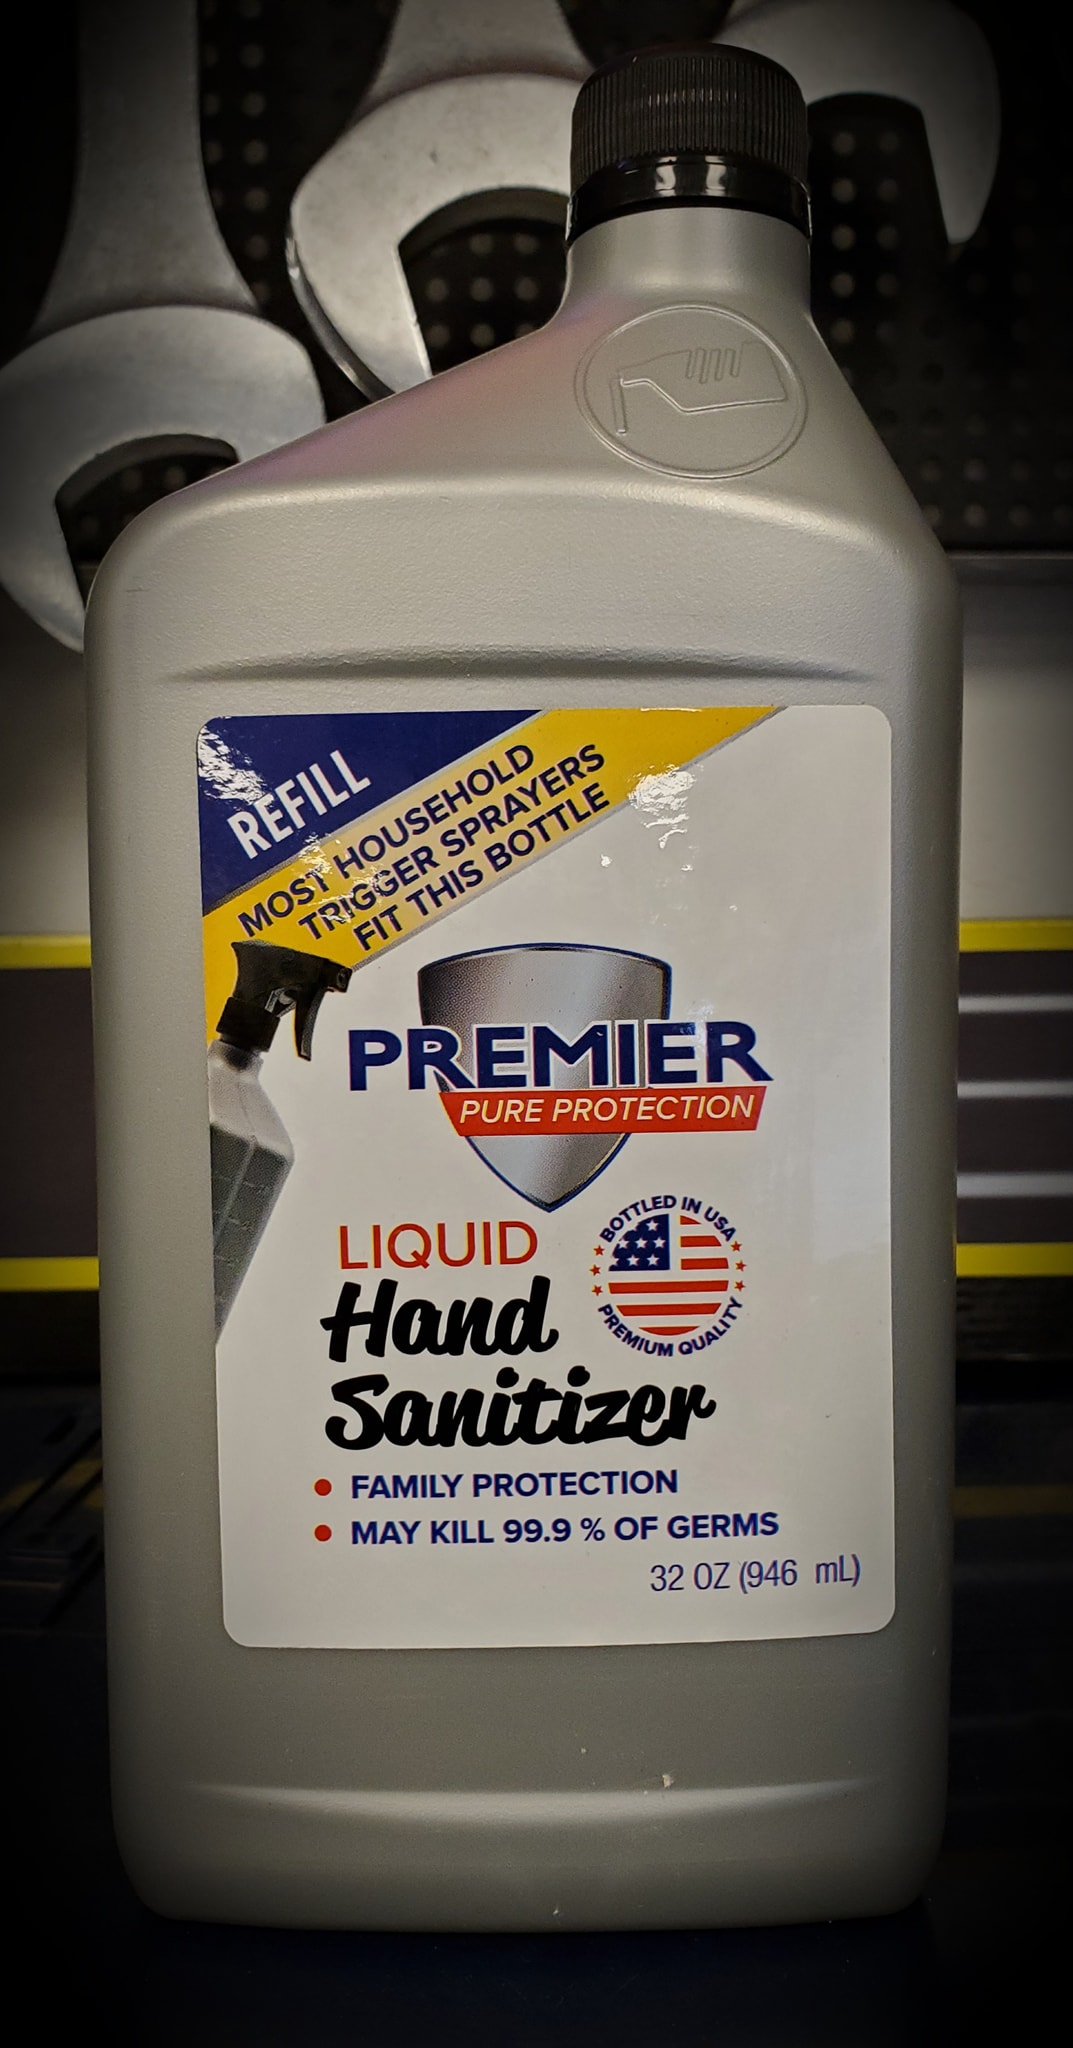 REFILL
MOST HOUSEHOLD
TRIGGER SPRAYERS
FIT THIS BOTTLE
PREMIER
PURE PROTECTION
BOTTLED IN USA
PREMIUM QUALITY
LIQUID
Hand
Sanitizer
• FAMILY PROTECTION
• MAY KILL 99.9 % OF GERMS
32 OZ (946 mL)